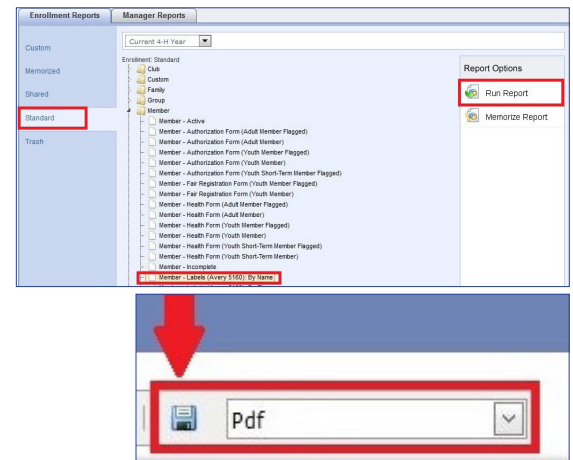 Enrollment Reports
Manager Reports
Custom
Memorized
Shared
Standard
Trash
Current 4-H Year
Enrollment: Standard
Club
Custom
Family
Group
Member
Member - Active
Member - Authorization Form (Adult Member Flagged)
Member - Authorization Form (Adult Member)
Member - Authorization Form (Youth Member Flagged)
Member - Authorization Form (Youth Member)
Member - Authorization Form (Youth Short-Term Member Flagged)
Member - Fair Registration Form (Youth Member Flagged)
Member - Fair Registration Form (Youth Member)
Member - Health Form (Adult Member Flagged)
Member - Health Form (Adult Member)
Member - Health Form (Youth Member Flagged)
Member - Health Form (Youth Member)
Member - Health Form (Youth Short-Term Member Flagged)
Member - Health Form (Youth Short-Term Member)
Member - Incomplete
Member - Labels (Avery 5160): By Name
Report Options
Run Report
Memorize Report
Pdf